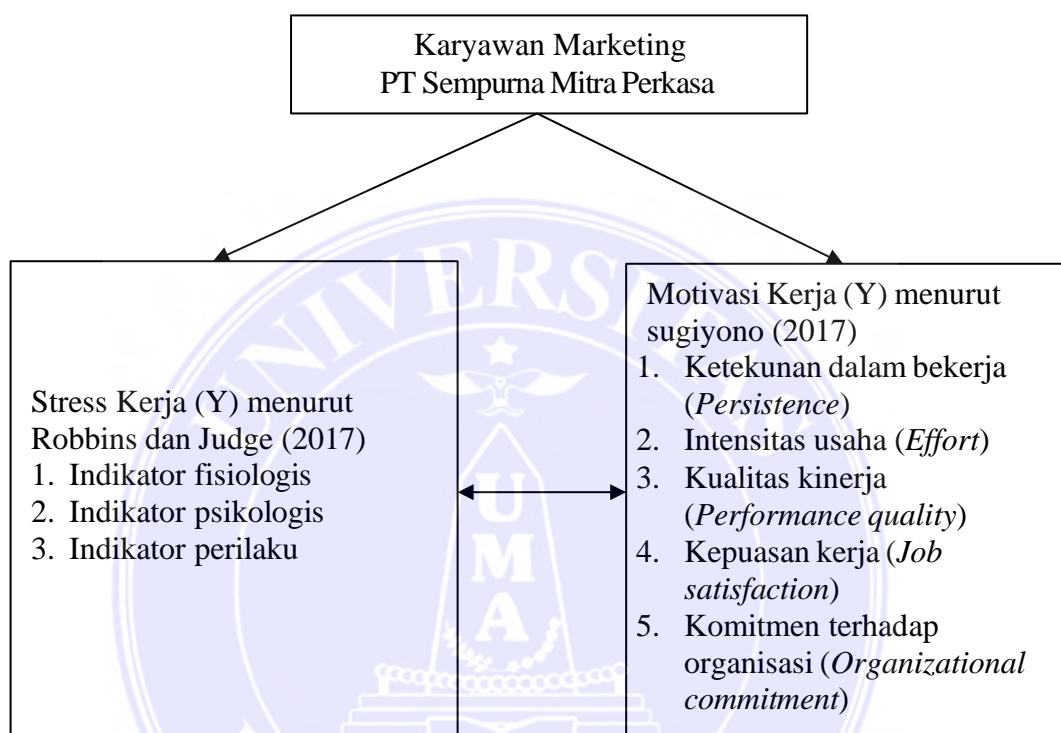 Karyawan Marketing
PT Sempurna Mitra Perkasa
Stress Kerja (Y) menurut
Robbins dan Judge (2017)
1. Indikator fisiologis
2. Indikator psikologis
3. Indikator perilaku
Motivasi Kerja (Y) menurut
sugiyono (2017)
1. Ketekunan dalam bekerja
(Persistence)
2. Intensitas usaha (Effort)
3. Kualitas kinerja
(Performance quality)
4. Kepuasan kerja (Job
satisfaction)
5. Komitmen terhadap
organisasi (Organizational
commitment)
UNIVERSITAS
UMA